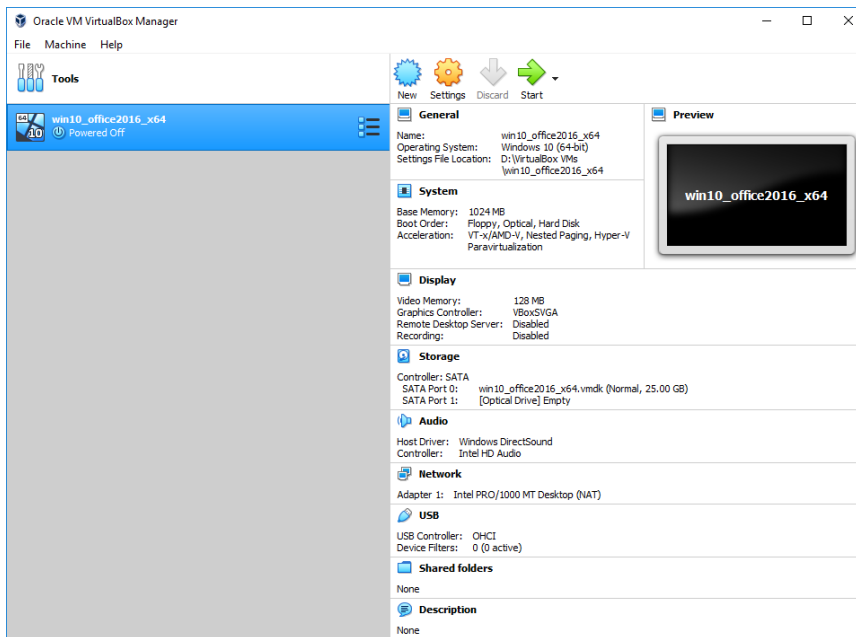 Oracle VM VirtualBox Manager
File Machine Help
Tools
New Settings Discard Start
64
10
win10_office2016_x64
Powered Off
General
Name: win10_office2016_x64
Operating System: Windows 10 (64-bit)
Settings File Location: D:\VirtualBox VMs
\win10_office2016_x64
Preview
win10_office2016_x64
System
Base Memory: 1024 MB
Boot Order: Floppy, Optical, Hard Disk
Acceleration: VT-x/AMD-V, Nested Paging, Hyper-V
Paravirtualization
Display
Video Memory: 128 MB
Graphics Controller: VBoxSVGA
Remote Desktop Server: Disabled
Recording: Disabled
Storage
Controller: SATA
SATA Port 0: win10_office2016_x64.vmdk (Normal, 25.00 GB)
SATA Port 1: [Optical Drive] Empty
Audio
Host Driver: Windows DirectSound
Controller: Intel HD Audio
Network
Adapter 1: Intel PRO/1000 MT Desktop (NAT)
USB
USB Controller: OHCI
Device Filters: 0 (0 active)
Shared folders
None
Description
None